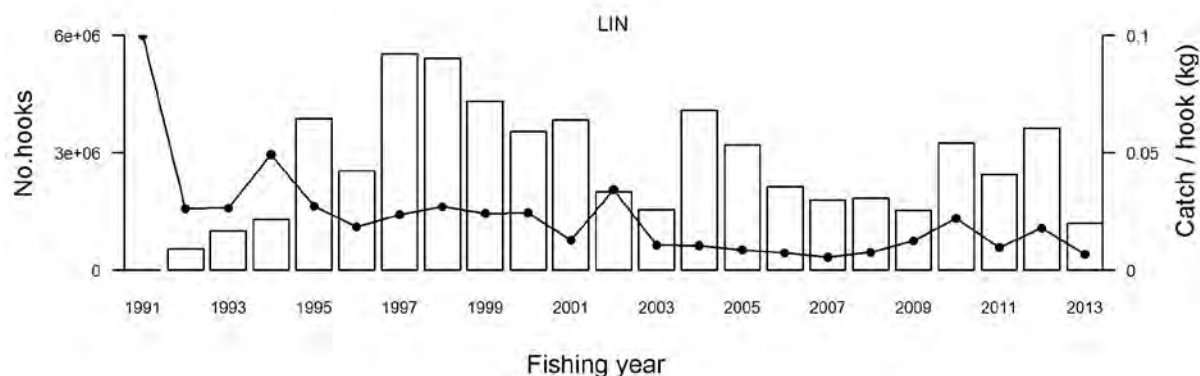 LIN
No.hooks
6e+06
3e+06
0
Catch / hook (kg)
0.1
0.05
0
1991 1993 1995 1997 1999 2001 2003 2005 2007 2009 2011 2013
Fishing year